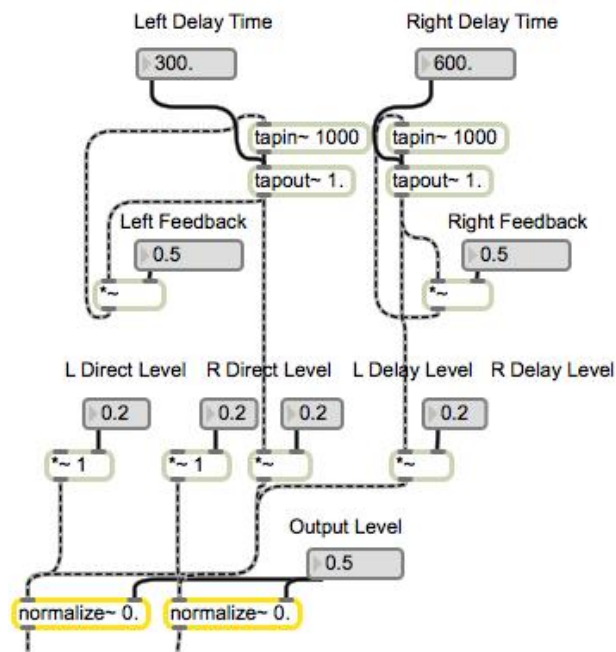 Left Delay Time
Right Delay Time
300.
600.
tapin~ 1000
tapin~ 1000
tapout~ 1.
tapout~ 1.
Left Feedback
Right Feedback
0.5
0.5
*~
*~
L Direct Level
R Direct Level
L Delay Level
R Delay Level
0.2
0.2
0.2
0.2
*~ 1
*~ 1
*~
*~
Output Level
0.5
normalize~ 0.
normalize~ 0.